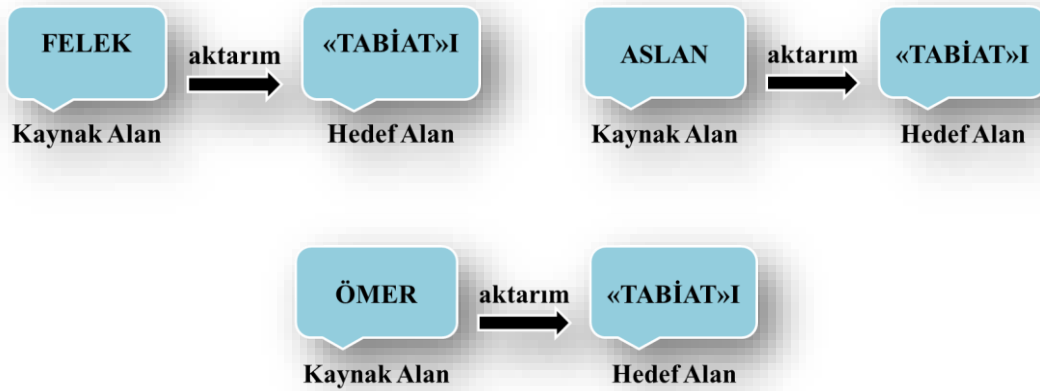 FELEK aktarım «TABİAT»I
Kaynak Alan Hedef Alan
ASLAN aktarım «TABİAT»I
Kaynak Alan Hedef Alan
ÖMER aktarım «TABİAT»I
Kaynak Alan Hedef Alan